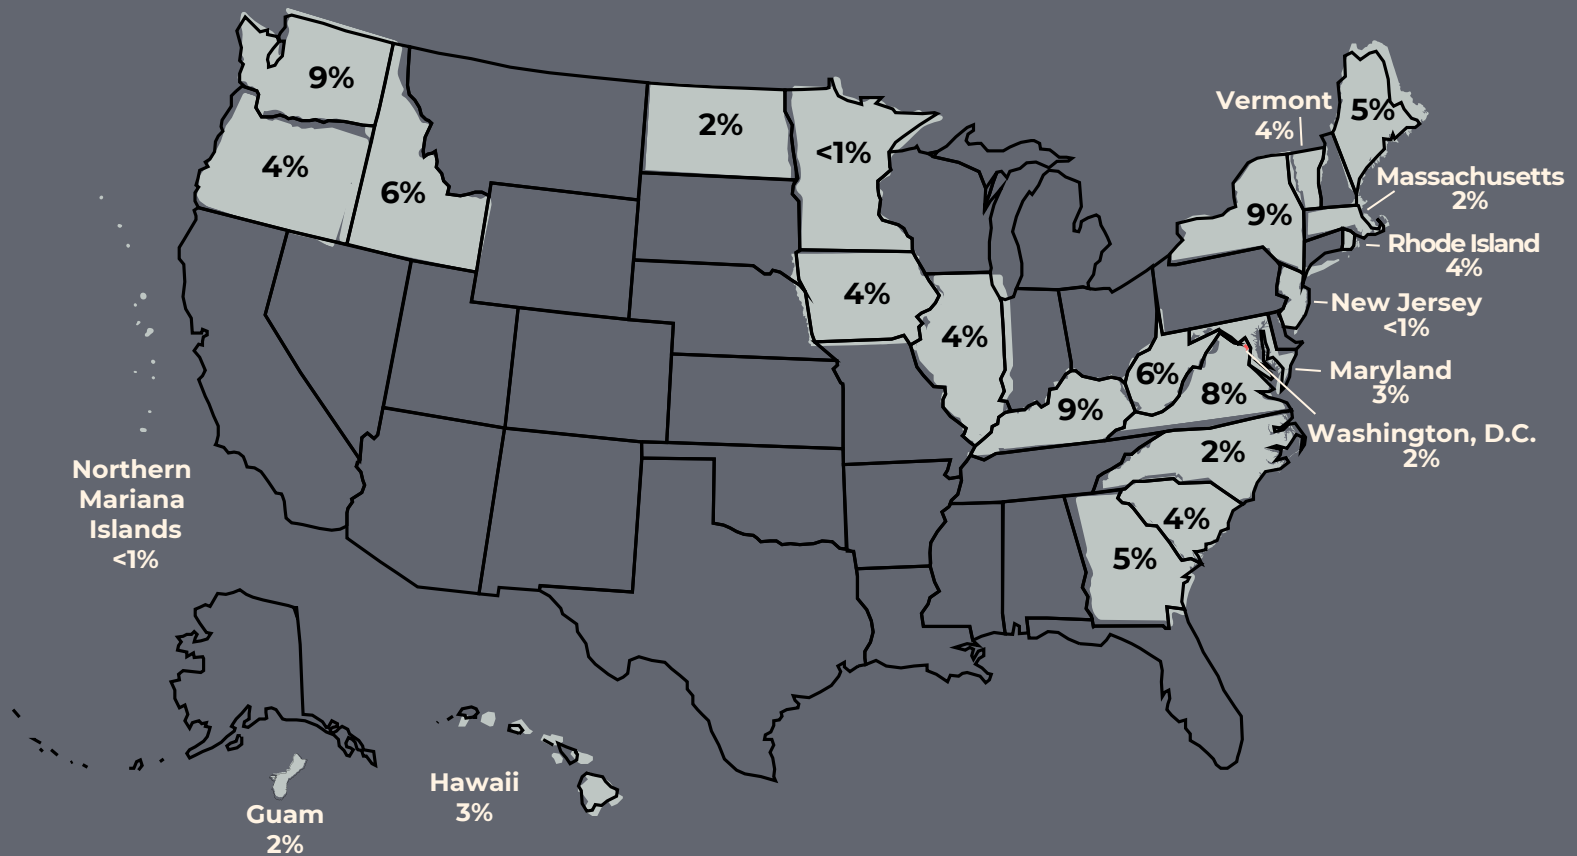 9%
4%
6%
2%
<1%
4%
4%
9%
6%
8%
2%
4%
5%
9%
5%
Vermont
4%
Massachusetts
2%
Rhode Island
4%
New Jersey
<1%
Maryland
3%
Washington, D.C.
2%
Northern
Mariana
Islands
<1%
Guam
2%
Hawaii
3%